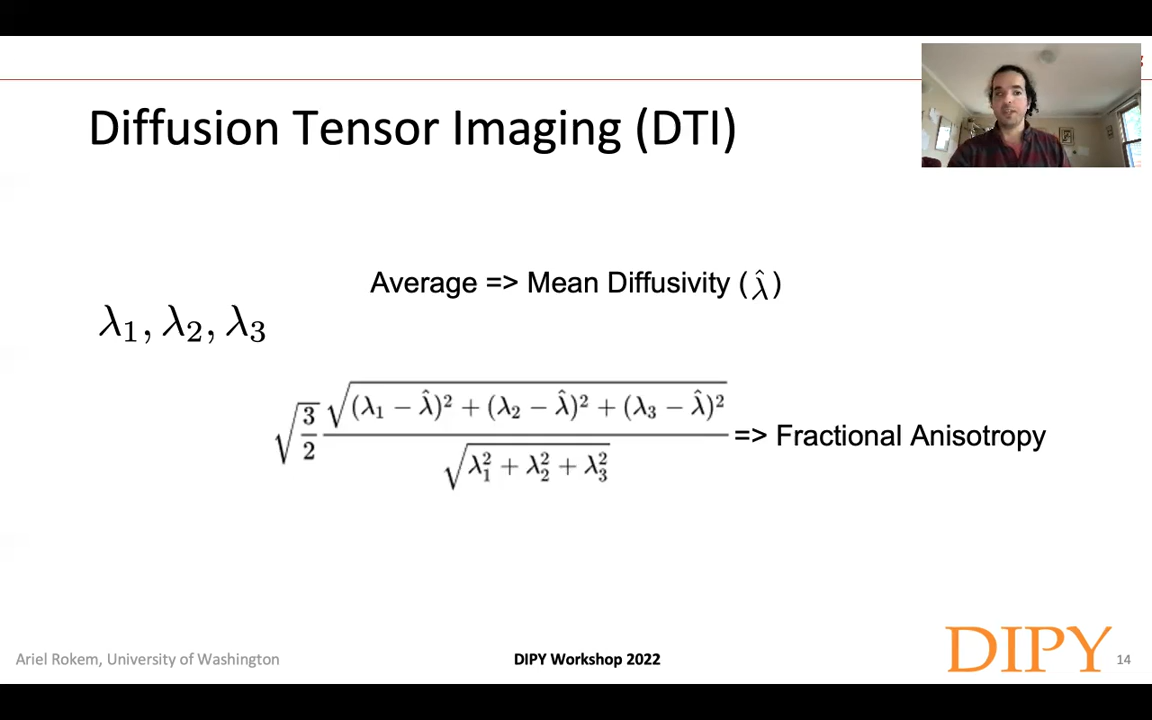 Diffusion Tensor Imaging (DTI)
Average => Mean Diffusivity (λ̂)
λ₁, λ₂, λ₃
√(3/2) √((λ₁ − λ̂)² + (λ₂ − λ̂)² + (λ₃ − λ̂)²) / √(λ₁² + λ₂² + λ₃²) => Fractional Anisotropy
Ariel Rokem, University of Washington
DIPY Workshop 2022
DIPY
14